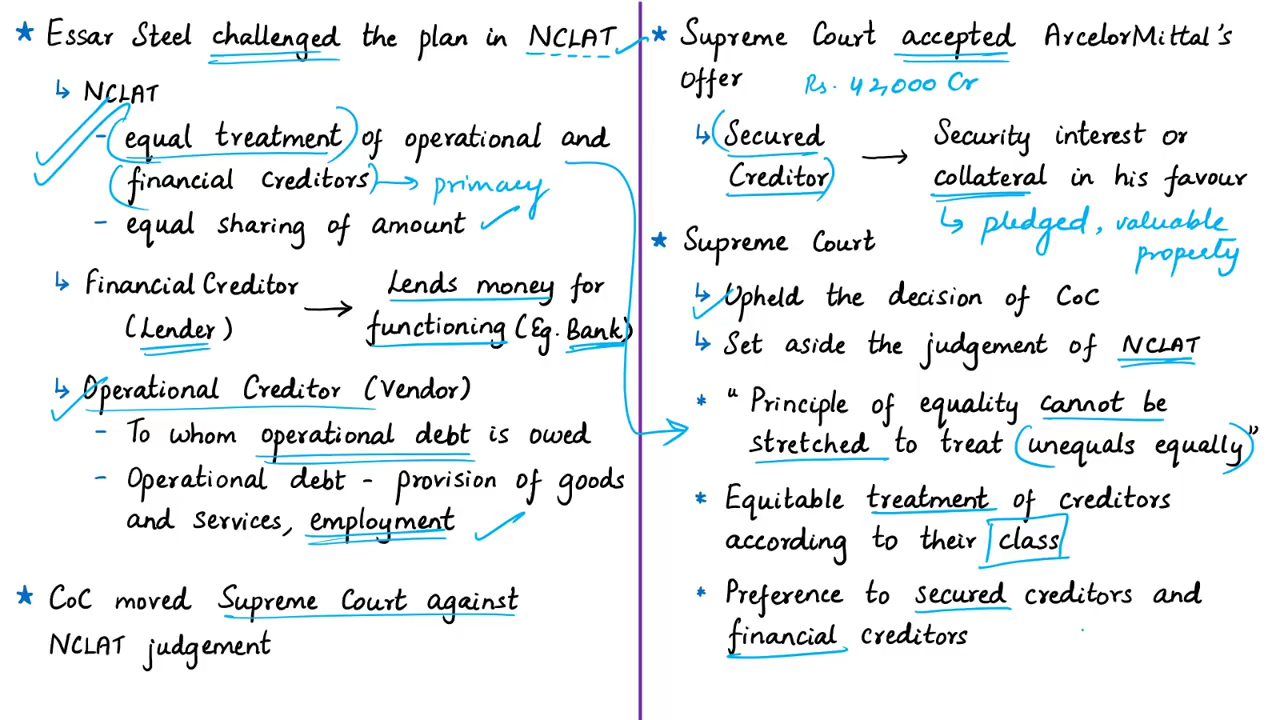 ★ Essar Steel challenged the plan in NCLAT
↳ NCLAT
- equal treatment of operational and
financial creditors → primary
- equal sharing of amount
↳ Financial Creditor → Lends money for
(Lender) functioning (Eg. Bank)
↳ Operational Creditor (Vendor)
- To whom operational debt is owed
- Operational debt - provision of goods
and services, employment
★ CoC moved Supreme Court against
NCLAT judgement
★ Supreme Court accepted ArcelorMittal's
Offer Rs. 42,000 Cr
↳ Secured → Security interest or
Creditor collateral in his favour
↳ pledged, valuable
property
★ Supreme Court
↳ Upheld the decision of CoC
↳ Set aside the judgement of NCLAT
* " Principle of equality cannot be
stretched to treat (unequals equally)"
* Equitable treatment of creditors
according to their class
* Preference to secured creditors and
financial creditors